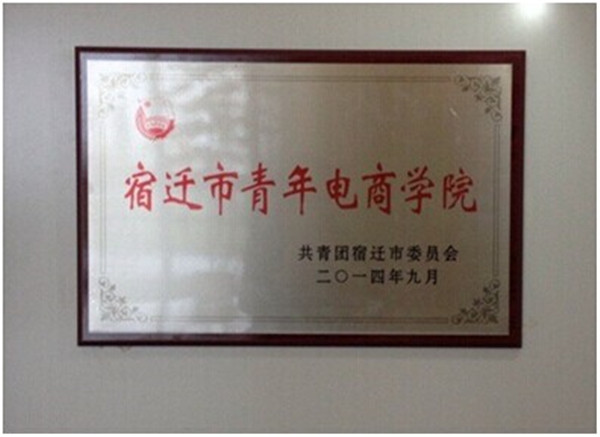 宿迁市青年电商学院
共青团宿迁市委员会
二〇一四年九月